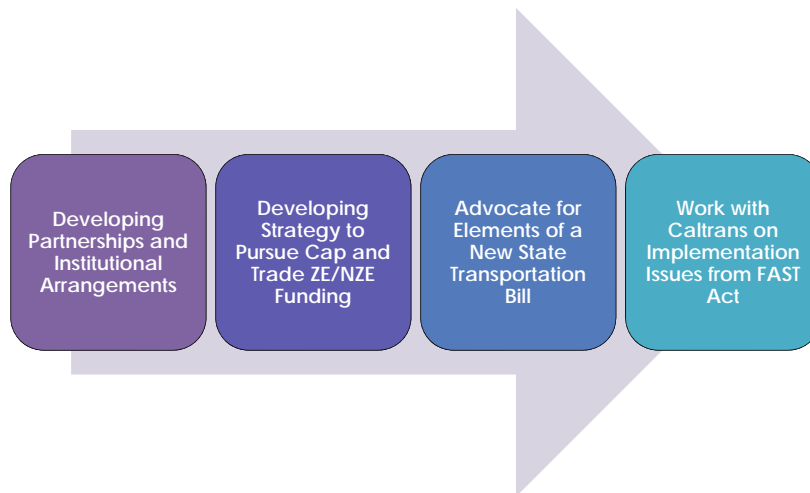 Developing
Partnerships and
Institutional
Arrangements
Developing
Strategy to
Pursue Cap and
Trade ZE/NZE
Funding
Advocate for
Elements of a
New State
Transportation
Bill
Work with
Caltrans on
Implementation
Issues from FAST
Act